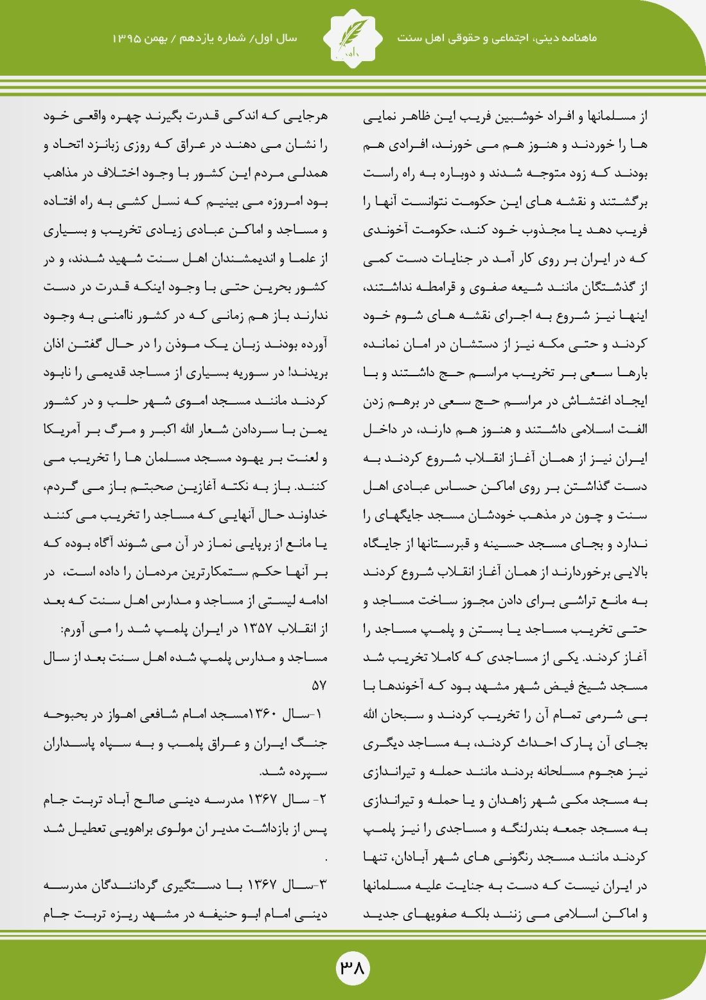 ماهنامه دینی، اجتماعی و حقوقی اهل سنت
سال اول/ شماره یازدهم / بهمن ۱۳۹۵
از مسلمانها و افراد خوشبین فریب این ظاهر نمایی
ها را خوردند و هنوز هم می خورند، افرادی هم
بودند که زود متوجه شدند و دوباره به راه راست
برگشتند و نقشه های این حکومت نتوانست آنها را
فریب دهد یا مجذوب خود کند، حکومت آخوندی
که در ایران بر روی کار آمد در جنایات دست کمی
از گذشتگان مانند شیعه صفوی و قرامطه نداشتند،
اینها نیز شروع به اجرای نقشه های شوم خود
کردند و حتی مکه نیز از دستشان در امان نمانده
بارها سعی بر تخریب مراسم حج داشتند و با
ایجاد اغتشاش در مراسم حج سعی در برهم زدن
الفت اسلامی داشتند و هنوز هم دارند، در داخل
ایران نیز از همان آغاز انقلاب شروع کردند به
دست گذاشتن بر روی اماکن حساس عبادی اهل
سنت و چون در مذهب خودشان مسجد جایگهای را
ندارد و بجای مسجد حسینه و قبرستانها از جایگاه
بالایی برخوردارند از همان آغاز انقلاب شروع کردند
به مانع تراشی برای دادن مجوز ساخت مساجد و
حتی تخریب مساجد یا بستن و پلمپ مساجد را
آغاز کردند. یکی از مساجدی که کاملا تخریب شد
مسجد شیخ فیض شهر مشهد بود که آخوندها با
بی شرمی تمام آن را تخریب کردند و سبحان الله
بجای آن پارک احداث کردند، به مساجد دیگری
نیز هجوم مسلحانه بردند مانند حمله و تیراندازی
به مسجد مکی شهر زاهدان و یا حمله و تیراندازی
به مسجد جمعه بندرلنگه و مساجدی را نیز پلمپ
کردند مانند مسجد رنگونی های شهر آبادان، تنها
در ایران نیست که دست به جنایت علیه مسلمانها
و اماکن اسلامی می زنند بلکه صفویهای جدید
هرجایی که اندکی قدرت بگیرند چهره واقعی خود
را نشان می دهند در عراق که روزی زبانزد اتحاد و
همدلی مردم این کشور با وجود اختلاف در مذاهب
بود امروزه می بینیم که نسل کشی به راه افتاده
و مساجد و اماکن عبادی زیادی تخریب و بسیاری
از علما و اندیمشندان اهل سنت شهید شدند، و در
کشور بحرین حتی با وجود اینکه قدرت در دست
ندارند باز هم زمانی که در کشور ناامنی به وجود
آورده بودند زبان یک موذن را در حال گفتن اذان
بریدند! در سوریه بسیاری از مساجد قدیمی را نابود
کردند مانند مسجد اموی شهر حلب و در کشور
یمن با سردادن شعار الله اکبر و مرگ بر آمریکا
و لعنت بر یهود مسجد مسلمان ها را تخریب می
کنند. باز به نکته آغازین صحبتم باز می گردم،
خداوند حال آنهایی که مساجد را تخریب می کنند
یا مانع از برپایی نماز در آن می شوند آگاه بوده که
بر آنها حکم ستمکارترین مردمان را داده است، در
ادامه لیستی از مساجد و مدارس اهل سنت که بعد
از انقلاب ۱۳۵۷ در ایران پلمپ شد را می آورم:
مساجد و مدارس پلمپ شده اهل سنت بعد از سال
۵۷
۱-سال ۱۳۶۰مسجد امام شافعی اهواز در بحبوحه
جنگ ایران و عراق پلمب و به سپاه پاسداران
سپرده شد.
۲- سال ۱۳۶۷ مدرسه دینی صالح آباد تربت جام
پس از بازداشت مدیر ان مولوی براهویی تعطیل شد
.
۳-سال ۱۳۶۷ با دستگیری گردانندگان مدرسه
دینی امام ابو حنیفه در مشهد ریزه تربت جام
۳۸